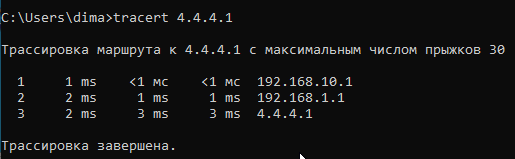 C:\Users\dima>tracert 4.4.4.1
Трассировка маршрута к 4.4.4.1 с максимальным числом прыжков 30
1 1 ms <1 мс <1 мс 192.168.10.1
2 2 ms 1 ms 1 ms 192.168.1.1
3 2 ms 3 ms 3 ms 4.4.4.1
Трассировка завершена.